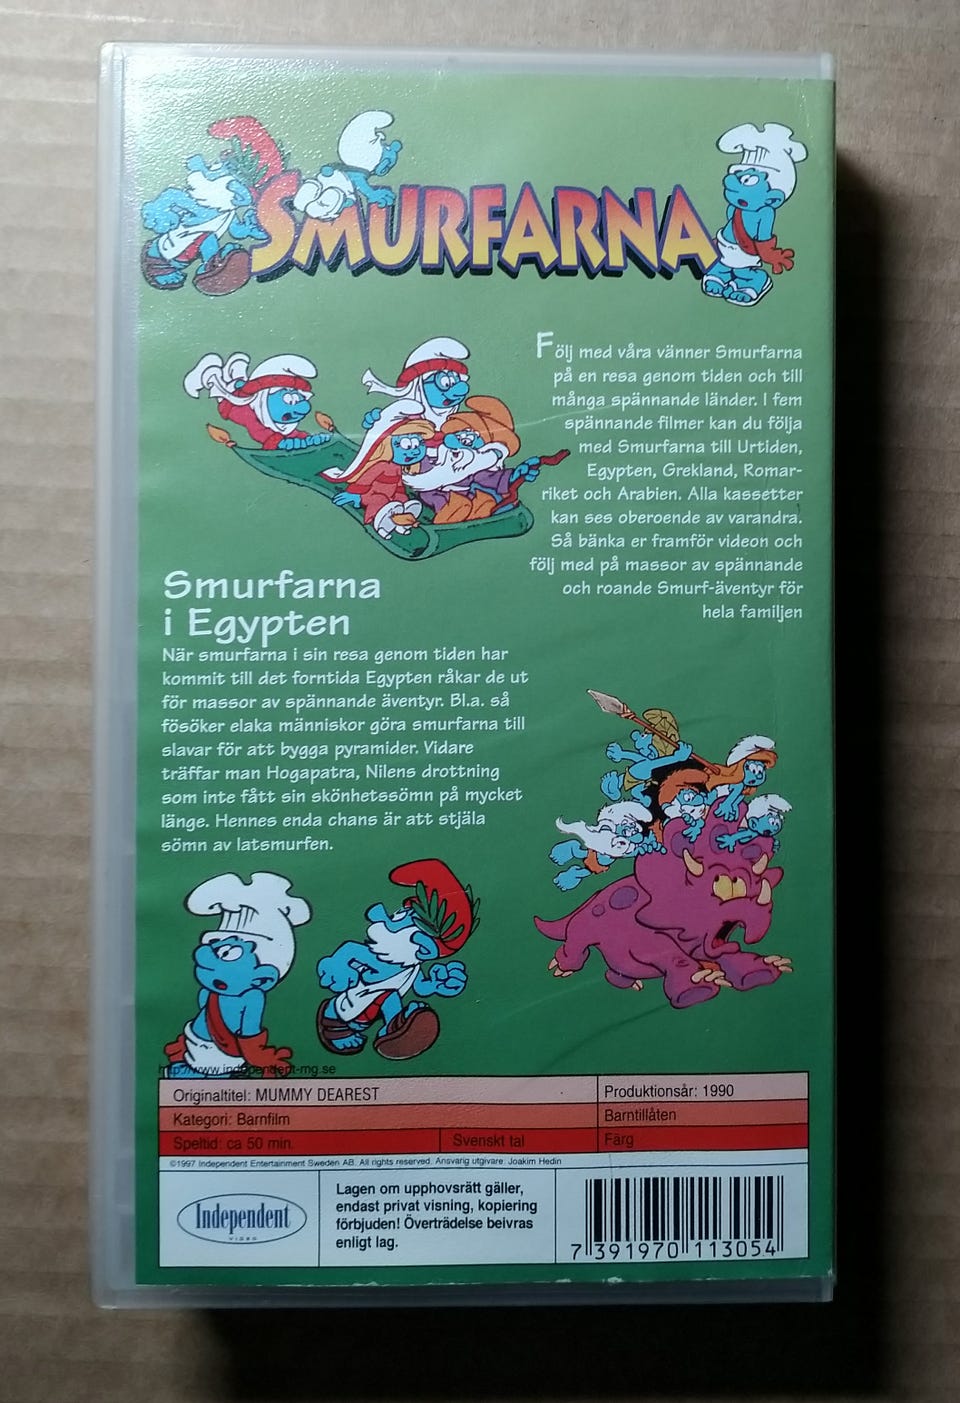 SMURFARNA
Följ med våra vänner Smurfarna
på en resa genom tiden och till
många spännande länder. I fem
spännande filmer kan du följa
med Smurfarna till Urtiden,
Egypten, Grekland, Romar-
riket och Arabien. Alla kassetter
kan ses oberoende av varandra.
Så bänka er framför videon och
följ med på massor av spännande
och roande Smurf-äventyr för
hela familjen
Smurfarna
i Egypten
När smurfarna i sin resa genom tiden har
kommit till det forntida Egypten råkar de ut
för massor av spännande äventyr. Bl.a. så
fösöker elaka människor göra smurfarna till
slavar för att bygga pyramider. Vidare
träffar man Hogapatra, Nilens drottning
som inte fått sin skönhetssömn på mycket
länge. Hennes enda chans är att stjäla
sömn av latsmurfen.
http://www.independent-mg.se
Originaltitel: MUMMY DEAREST
Produktionsår: 1990
Kategori: Barnfilm
Barntillåten
Speltid: ca 50 min.
Svenskt tal
Färg
©1997 Independent Entertainment Sweden AB. All rights reserved. Ansvarig utgivare: Joakim Hedin
Independent
VIDEO
Lagen om upphovsrätt gäller,
endast privat visning, kopiering
förbjuden! Överträdelse beivras
enligt lag.
7 391970 113054